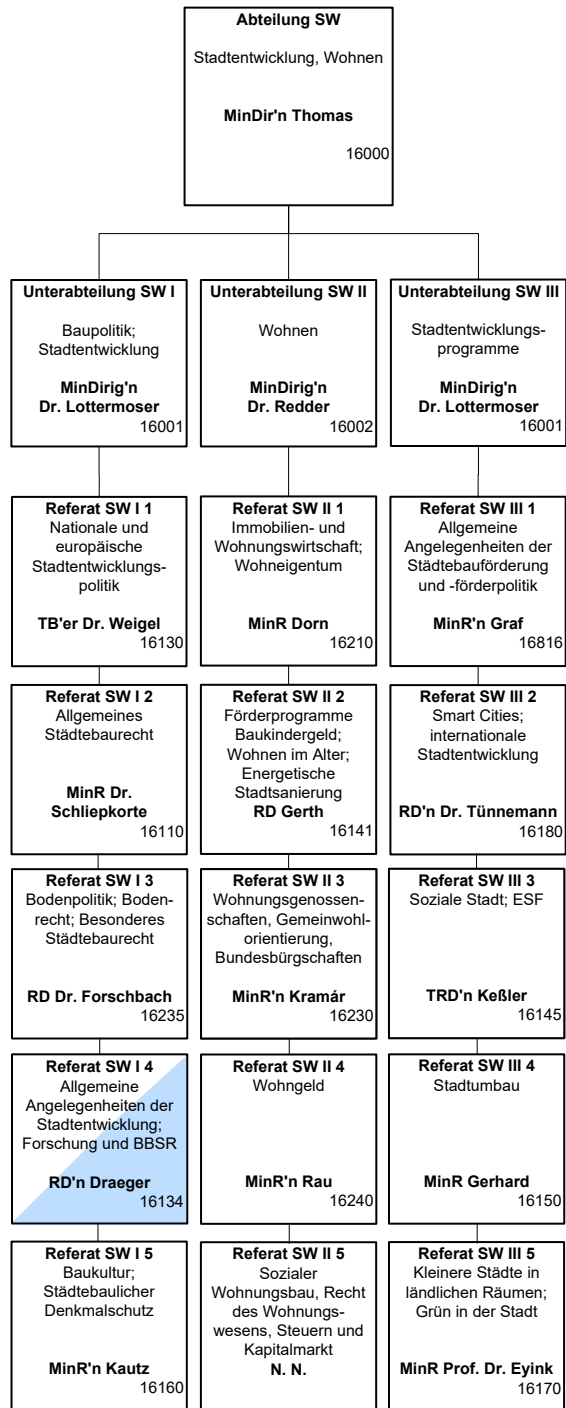 Abteilung SW
Stadtentwicklung, Wohnen
MinDir'n Thomas
16000
Unterabteilung SW I
Baupolitik;
Stadtentwicklung
MinDirig'n
Dr. Lottermoser
16001
Unterabteilung SW II
Wohnen
MinDirig'n
Dr. Redder
16002
Unterabteilung SW III
Stadtentwicklungs-
programme
MinDirig'n
Dr. Lottermoser
16001
Referat SW I 1
Nationale und
europäische
Stadtentwicklungs-
politik
TB'er Dr. Weigel
16130
Referat SW II 1
Immobilien- und
Wohnungswirtschaft;
Wohneigentum
MinR Dorn
16210
Referat SW III 1
Allgemeine
Angelegenheiten der
Städtebauförderung
und -förderpolitik
MinR'n Graf
16816
Referat SW I 2
Allgemeines
Städtebaurecht
MinR Dr.
Schliepkorte
16110
Referat SW II 2
Förderprogramme
Baukindergeld;
Wohnen im Alter;
Energetische
Stadtsanierung
RD Gerth
16141
Referat SW III 2
Smart Cities;
internationale
Stadtentwicklung
RD'n Dr. Tünnemann
16180
Referat SW I 3
Bodenpolitik; Boden-
recht; Besonderes
Städtebaurecht
RD Dr. Forschbach
16235
Referat SW II 3
Wohnungsgenossen-
schaften, Gemeinwohl-
orientierung,
Bundesbürgschaften
MinR'n Kramár
16230
Referat SW III 3
Soziale Stadt; ESF
TRD'n Keßler
16145
Referat SW I 4
Allgemeine
Angelegenheiten der
Stadtentwicklung;
Forschung und BBSR
RD'n Draeger
16134
Referat SW II 4
Wohngeld
MinR'n Rau
16240
Referat SW III 4
Stadtumbau
MinR Gerhard
16150
Referat SW I 5
Baukultur;
Städtebaulicher
Denkmalschutz
MinR'n Kautz
16160
Referat SW II 5
Sozialer
Wohnungsbau, Recht
des Wohnungs-
wesens, Steuern und
Kapitalmarkt
N. N.
Referat SW III 5
Kleinere Städte in
ländlichen Räumen;
Grün in der Stadt
MinR Prof. Dr. Eyink
16170